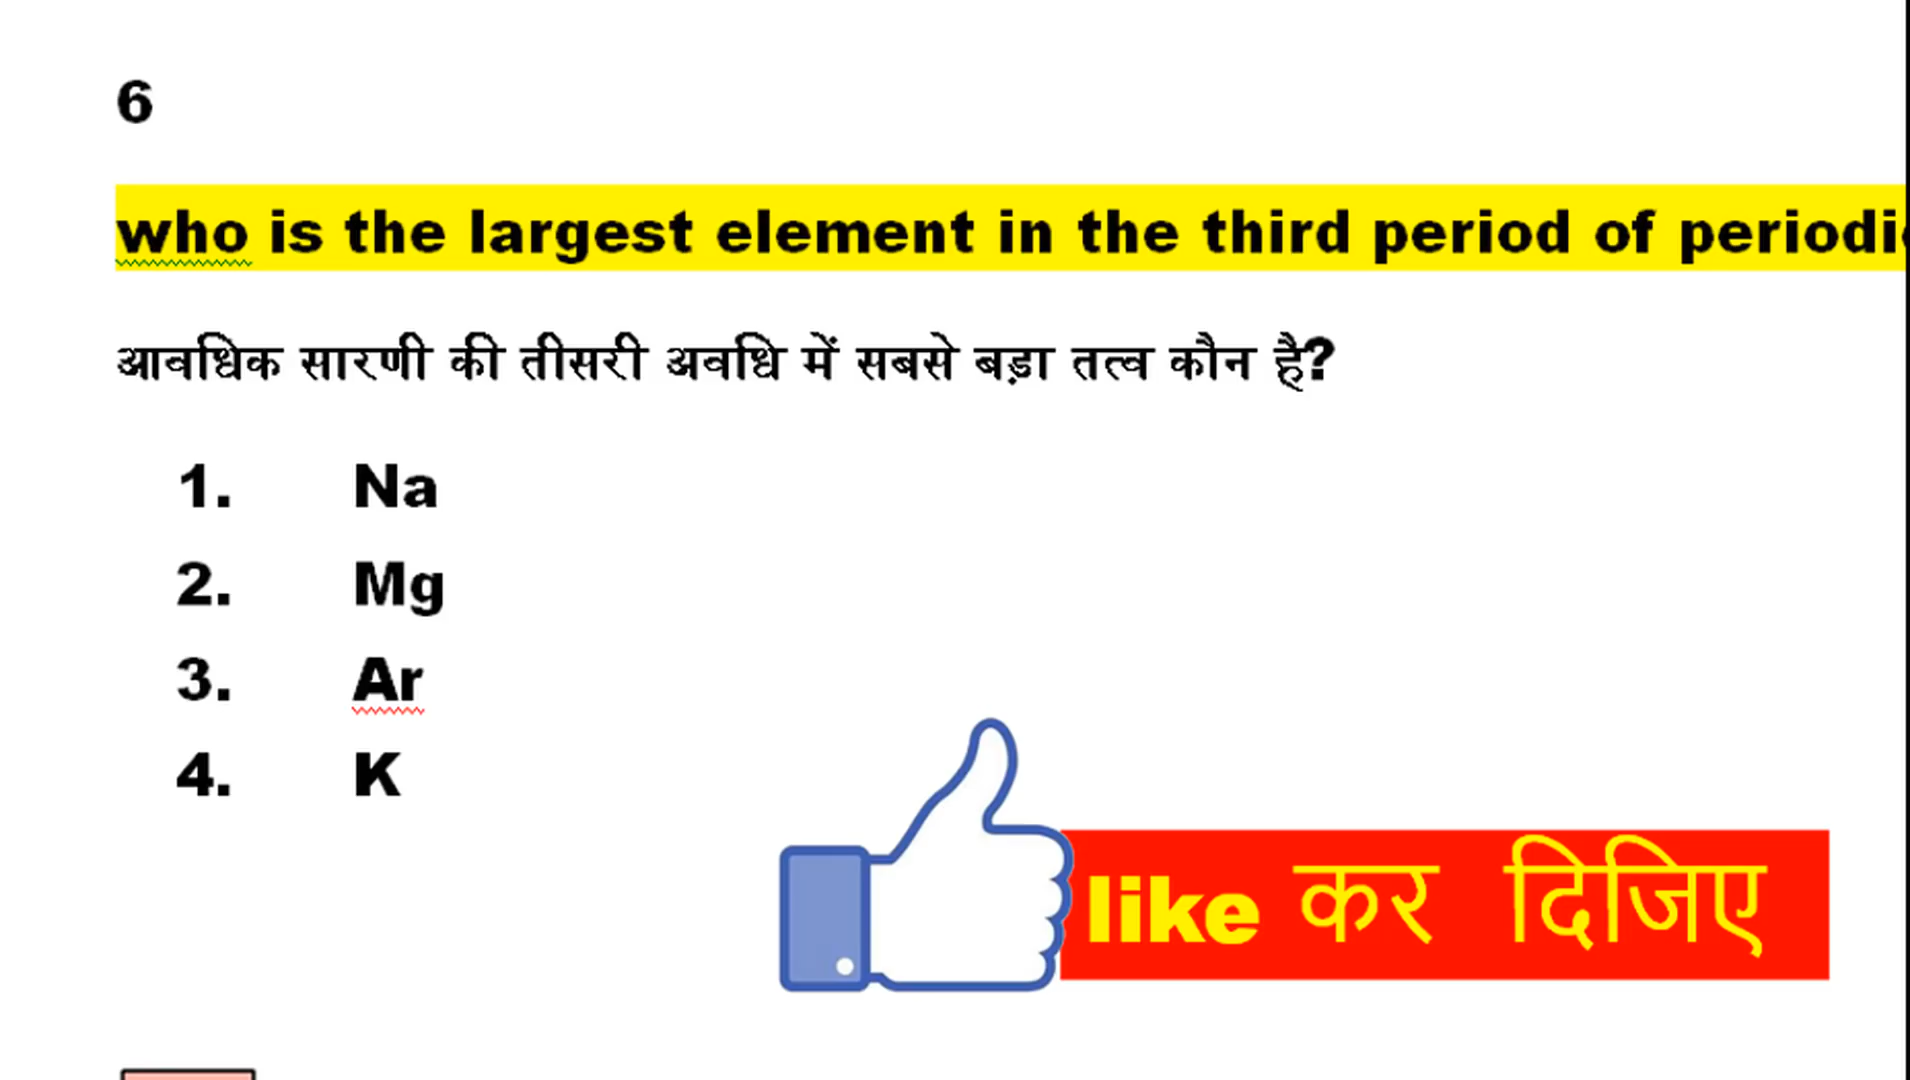 6
who is the largest element in the third period of
आवधिक सारणी की तीसरी अवधि में सबसे बड़ा तत्व कौन है?
1. Na
2. Mg
3. Ar
4. K
like कर दिजिए